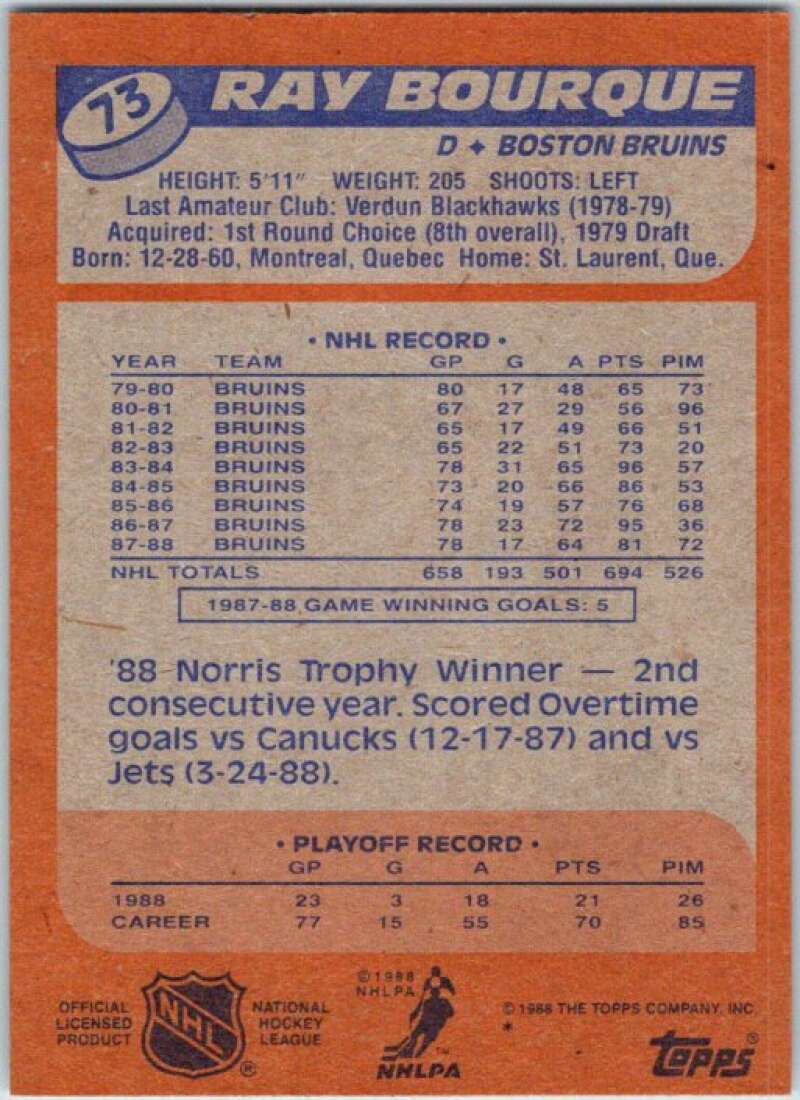 73
RAY BOURQUE
D ✦ BOSTON BRUINS
HEIGHT: 5'11" WEIGHT: 205 SHOOTS: LEFT
Last Amateur Club: Verdun Blackhawks (1978-79)
Acquired: 1st Round Choice (8th overall), 1979 Draft
Born: 12-28-60, Montreal, Quebec Home: St. Laurent, Que.
• NHL RECORD •
YEAR TEAM GP G A PTS PIM
79-80 BRUINS 80 17 48 65 73
80-81 BRUINS 67 27 29 56 96
81-82 BRUINS 65 17 49 66 51
82-83 BRUINS 65 22 51 73 20
83-84 BRUINS 78 31 65 96 57
84-85 BRUINS 73 20 66 86 53
85-86 BRUINS 74 19 57 76 68
86-87 BRUINS 78 23 72 95 36
87-88 BRUINS 78 17 64 81 72
NHL TOTALS 658 193 501 694 526
1987-88 GAME WINNING GOALS: 5
'88 Norris Trophy Winner — 2nd
consecutive year. Scored Overtime
goals vs Canucks (12-17-87) and vs
Jets (3-24-88).
• PLAYOFF RECORD •
GP G A PTS PIM
1988 23 3 18 21 26
CAREER 77 15 55 70 85
OFFICIAL
LICENSED
PRODUCT
NHL
®
NATIONAL
HOCKEY
LEAGUE
© 1988
NHLPA
™
NHLPA
© 1988 THE TOPPS COMPANY, INC
*
topps®